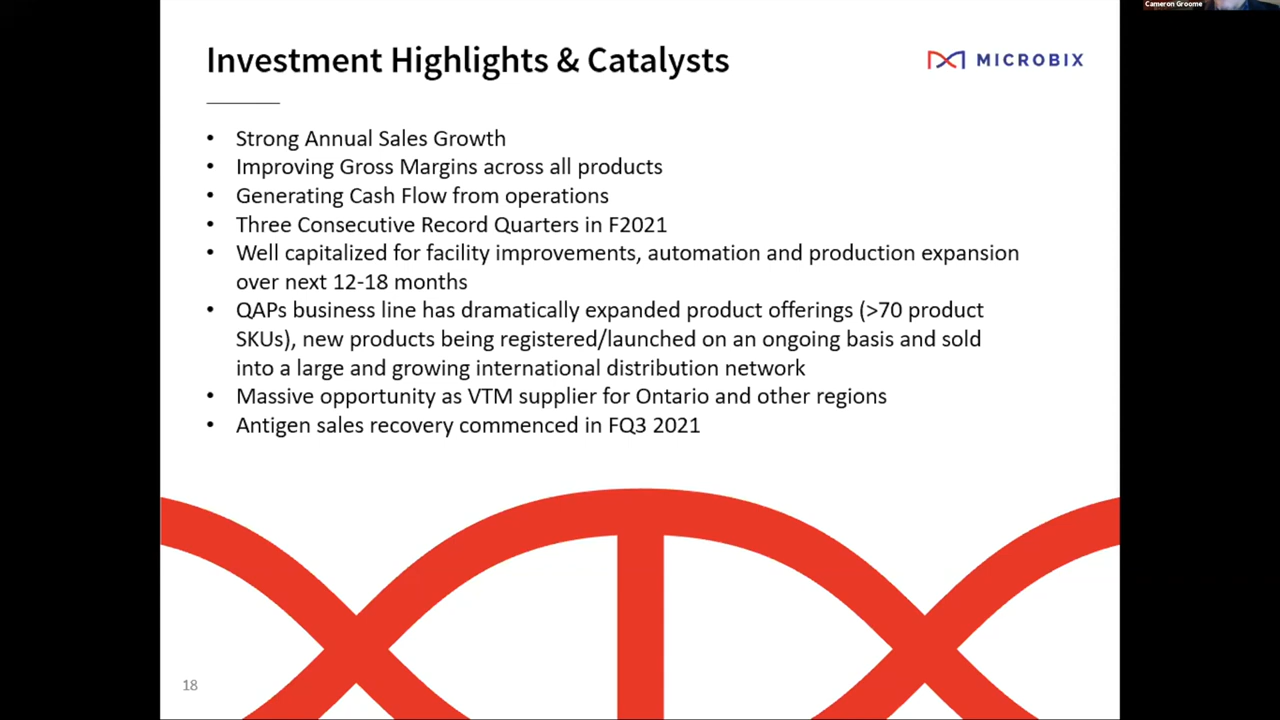 Cameron Groome
Investment Highlights & Catalysts
MICROBIX
• Strong Annual Sales Growth
• Improving Gross Margins across all products
• Generating Cash Flow from operations
• Three Consecutive Record Quarters in F2021
• Well capitalized for facility improvements, automation and production expansion
over next 12-18 months
• QAPs business line has dramatically expanded product offerings (>70 product
SKUs), new products being registered/launched on an ongoing basis and sold
into a large and growing international distribution network
• Massive opportunity as VTM supplier for Ontario and other regions
• Antigen sales recovery commenced in FQ3 2021
18